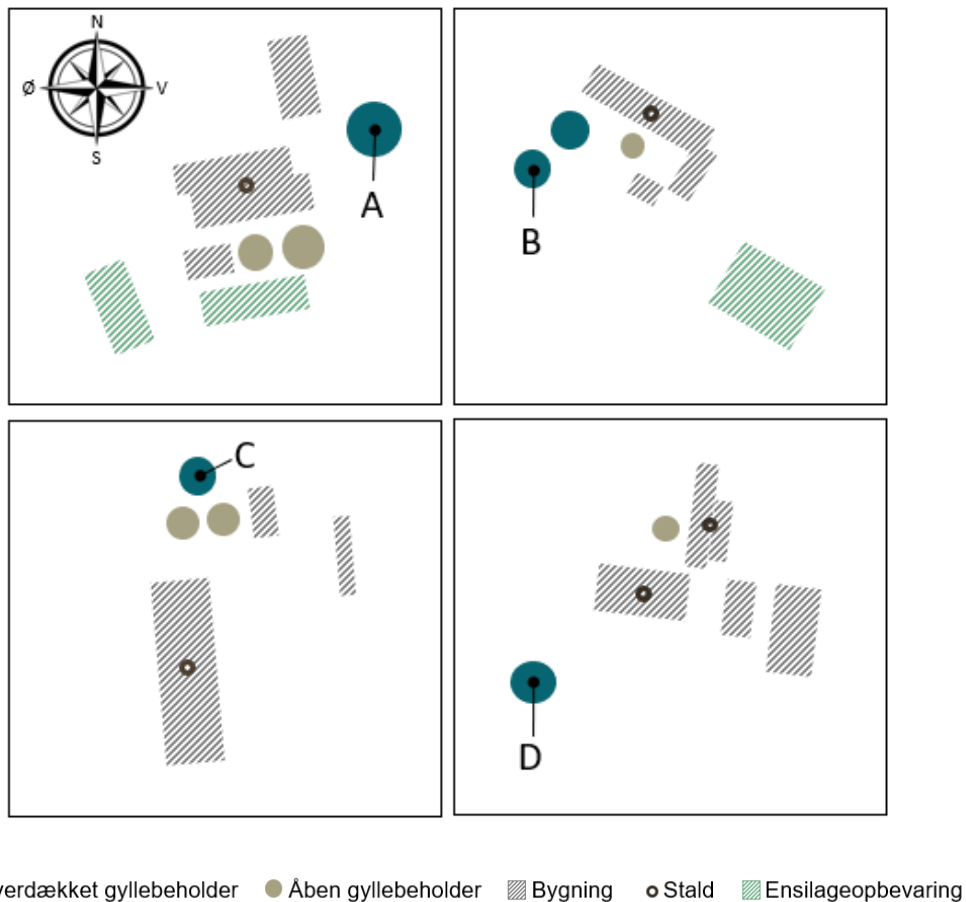 N
Ø V
S
A
B
C
D
verdækket gyllebeholder Åben gyllebeholder Bygning Stald Ensilageopbevaring